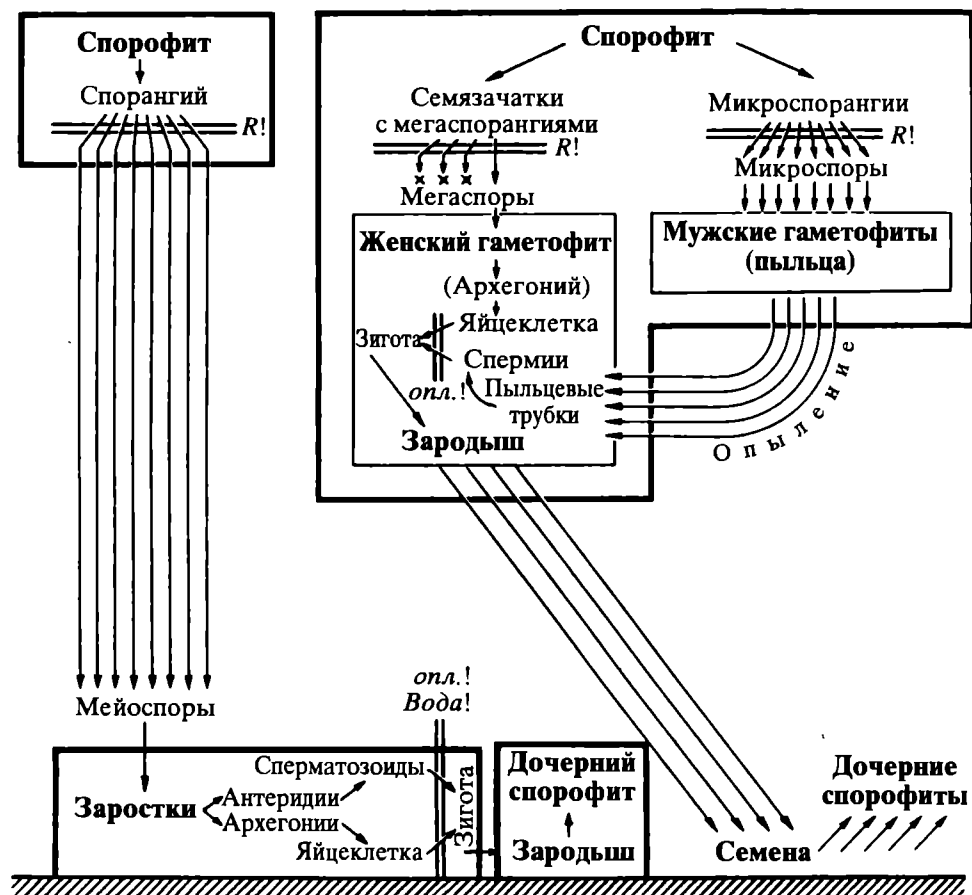 Спорофит
Спорангий
R!
Мейоспоры
Заростки
Антеридии
Архегонии
Сперматозоиды
Яйцеклетка
опл.!
Вода!
Зигота
Дочерний
спорофит
Зародыш
Спорофит
Семязачатки
с мегаспорангиями
R!
Мегаспоры
Микроспорангии
R!
Микроспоры
Женский гаметофит
(Архегоний)
Яйцеклетка
Зигота
Спермии
опл.!
Пыльцевые
трубки
Зародыш
Мужские гаметофиты
(пыльца)
Опыление
Семена
Дочерние
спорофиты